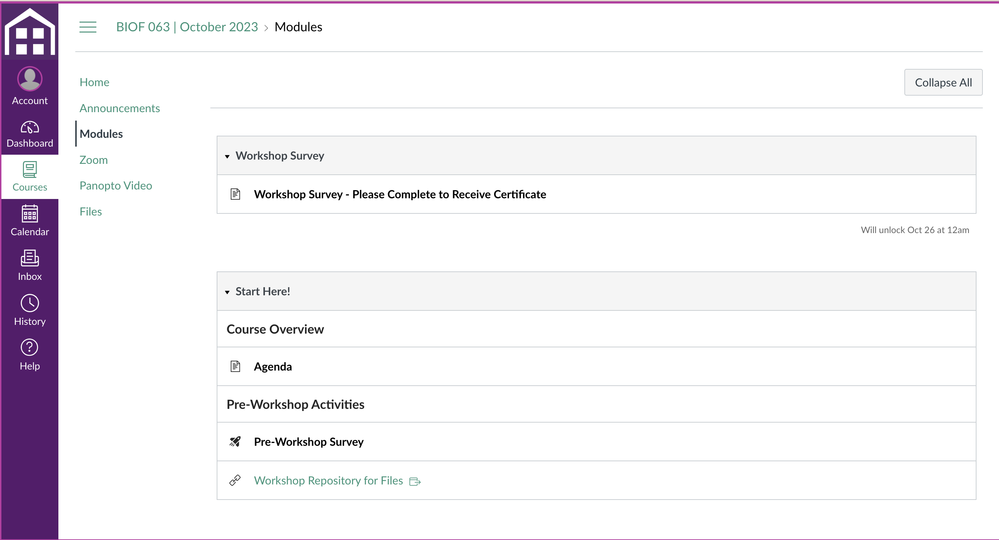 BIOF 063 | October 2023 > Modules
Account
Dashboard
Courses
Calendar
Inbox
History
Help
Home
Announcements
Modules
Zoom
Panopto Video
Files
Collapse All
Workshop Survey
Workshop Survey - Please Complete to Receive Certificate
Will unlock Oct 26 at 12am
Start Here!
Course Overview
Agenda
Pre-Workshop Activities
Pre-Workshop Survey
Workshop Repository for Files